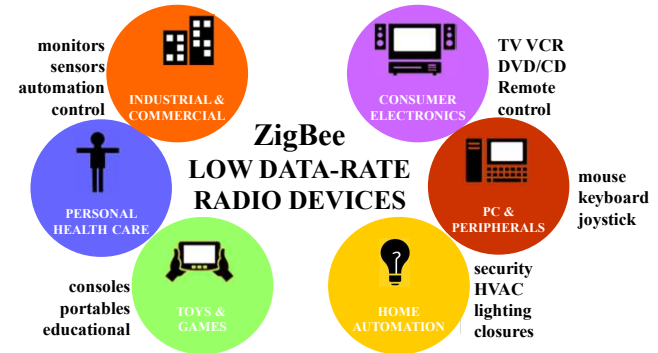 monitors
sensors
automation
control
INDUSTRIAL &
COMMERCIAL
TV VCR
DVD/CD
Remote
control
CONSUMER
ELECTRONICS
ZigBee
LOW DATA-RATE
RADIO DEVICES
PERSONAL
HEALTH CARE
PC &
PERIPHERALS
mouse
keyboard
joystick
consoles
portables
educational
TOYS &
GAMES
HOME
AUTOMATION
security
HVAC
lighting
closures